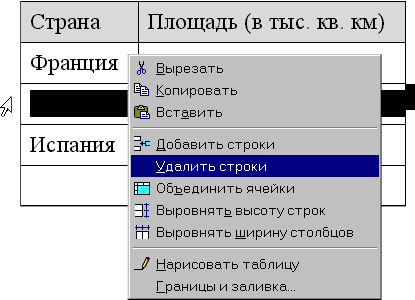 Страна Площадь (в тыс. кв. км)
Франция
Вырезать
Копировать
Вставить
Испания
Добавить строки
Удалить строки
Объединить ячейки
Выровнять высоту строк
Выровнять ширину столбцов
Нарисовать таблицу
Границы и заливка...